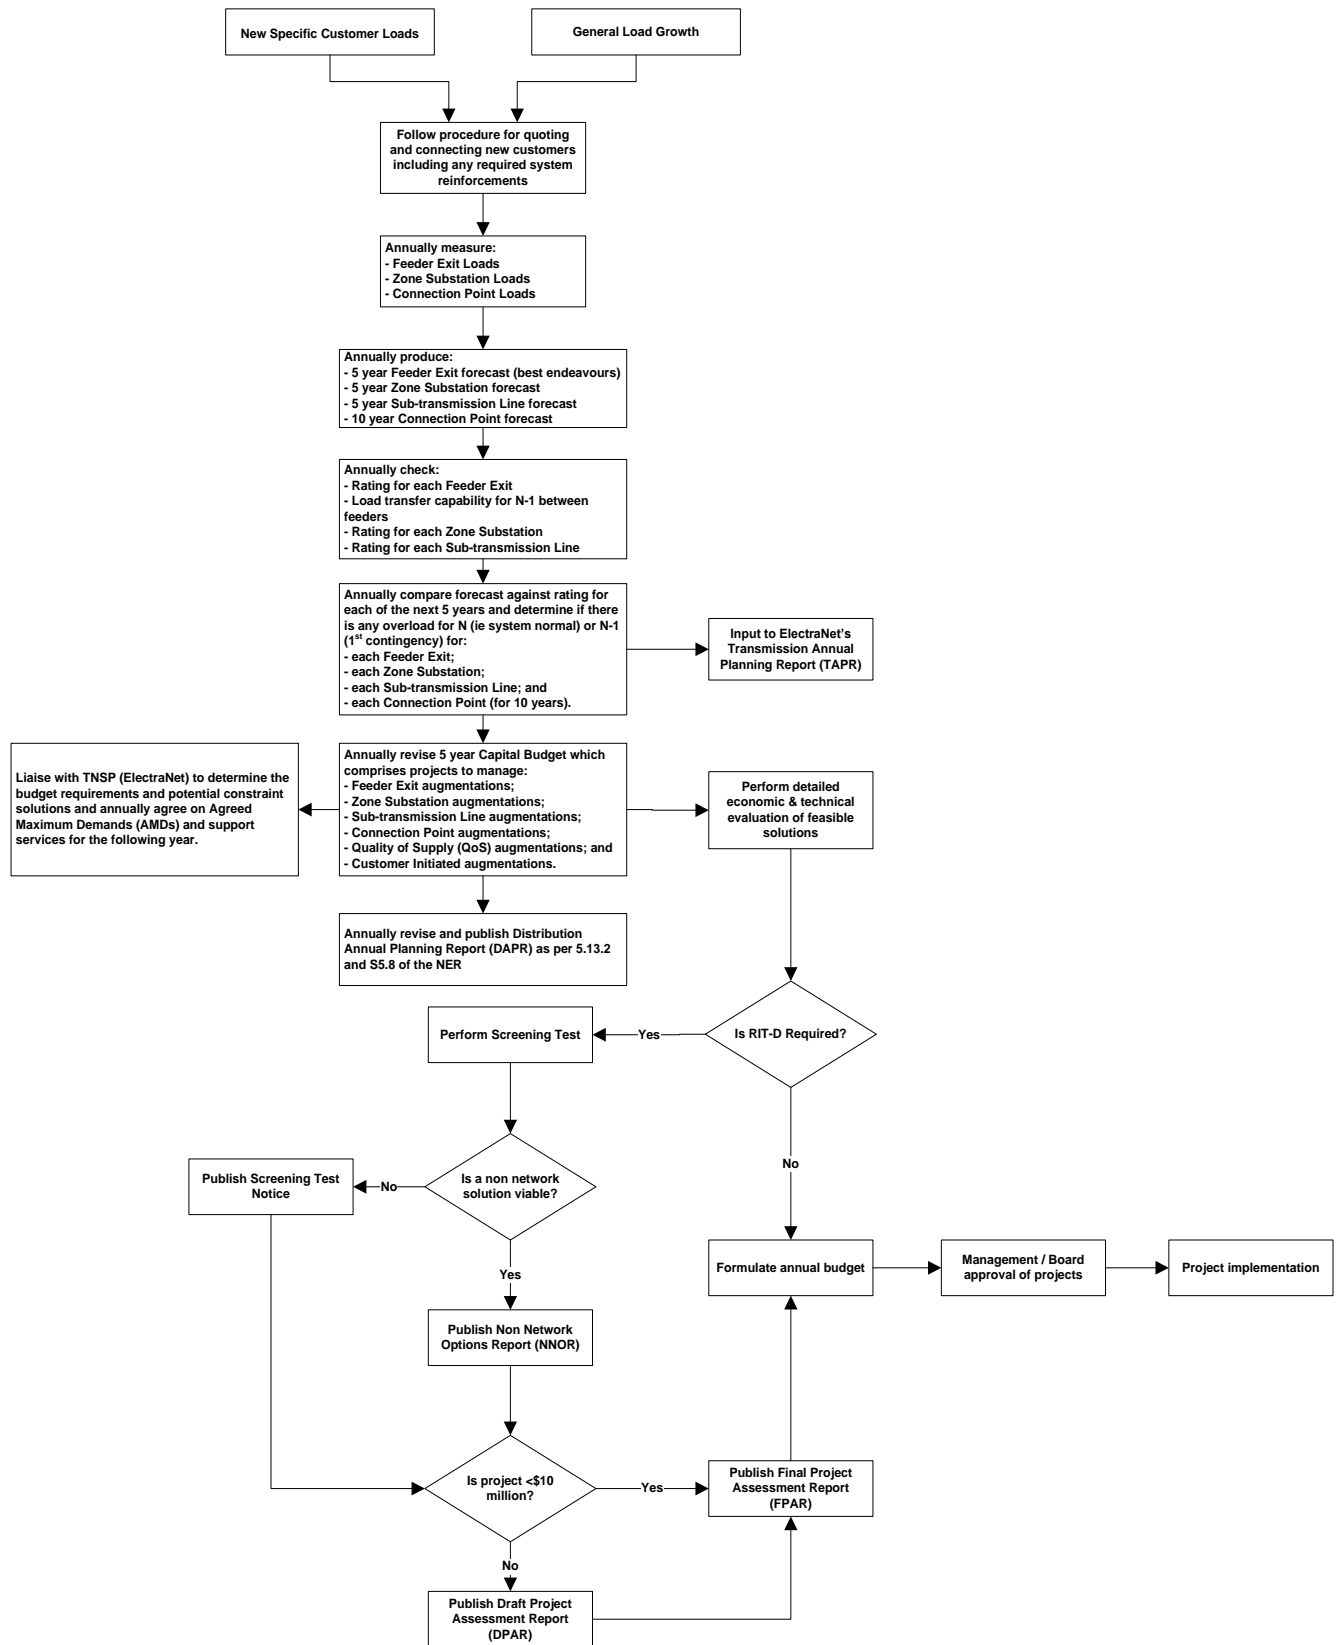 New Specific Customer Loads
General Load Growth
Follow procedure for quoting
and connecting new customers
including any required system
reinforcements
Annually measure:
- Feeder Exit Loads
- Zone Substation Loads
- Connection Point Loads
Annually produce:
- 5 year Feeder Exit forecast (best endeavours)
- 5 year Zone Substation forecast
- 5 year Sub-transmission Line forecast
- 10 year Connection Point forecast
Annually check:
- Rating for each Feeder Exit
- Load transfer capability for N-1 between
feeders
- Rating for each Zone Substation
- Rating for each Sub-transmission Line
Annually compare forecast against rating for
each of the next 5 years and determine if there
is any overload for N (ie system normal) or N-1
(1st contingency) for:
- each Feeder Exit;
- each Zone Substation;
- each Sub-transmission Line; and
- each Connection Point (for 10 years).
Input to ElectraNet's
Transmission Annual
Planning Report (TAPR)
Liaise with TNSP (ElectraNet) to determine the
budget requirements and potential constraint
solutions and annually agree on Agreed
Maximum Demands (AMDs) and support
services for the following year.
Annually revise 5 year Capital Budget which
comprises projects to manage:
- Feeder Exit augmentations;
- Zone Substation augmentations;
- Sub-transmission Line augmentations;
- Connection Point augmentations;
- Quality of Supply (QoS) augmentations; and
- Customer Initiated augmentations.
Perform detailed
economic & technical
evaluation of feasible
solutions
Annually revise and publish Distribution
Annual Planning Report (DAPR) as per 5.13.2
and S5.8 of the NER
Perform Screening Test
Yes
Is RIT-D Required?
No
Publish Screening Test
Notice
No
Is a non network
solution viable?
Yes
Formulate annual budget
Management / Board
approval of projects
Project implementation
Publish Non Network
Options Report (NNOR)
Is project <$10
million?
Yes
Publish Final Project
Assessment Report
(FPAR)
No
Publish Draft Project
Assessment Report
(DPAR)